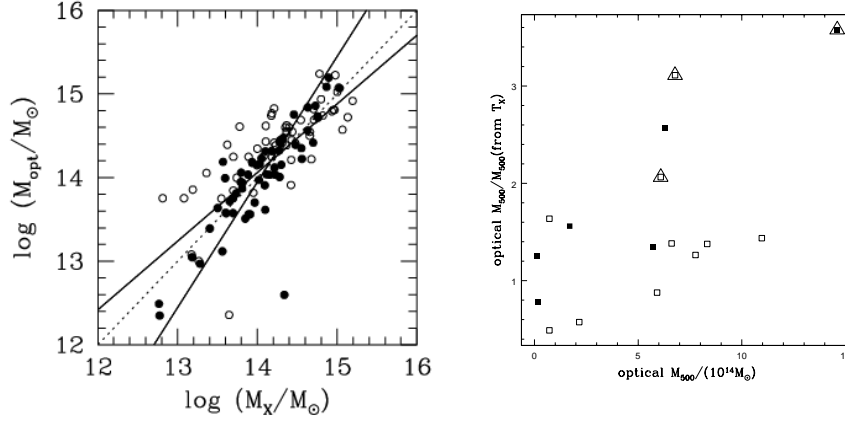 16
15
14
13
12
log (M_opt/M_☉)
12 13 14 15 16
log (M_X/M_☉)
3
2
1
optical M_500/M_500(from T_X)
0 5 10 15
optical M_500/(10^14 M_☉)